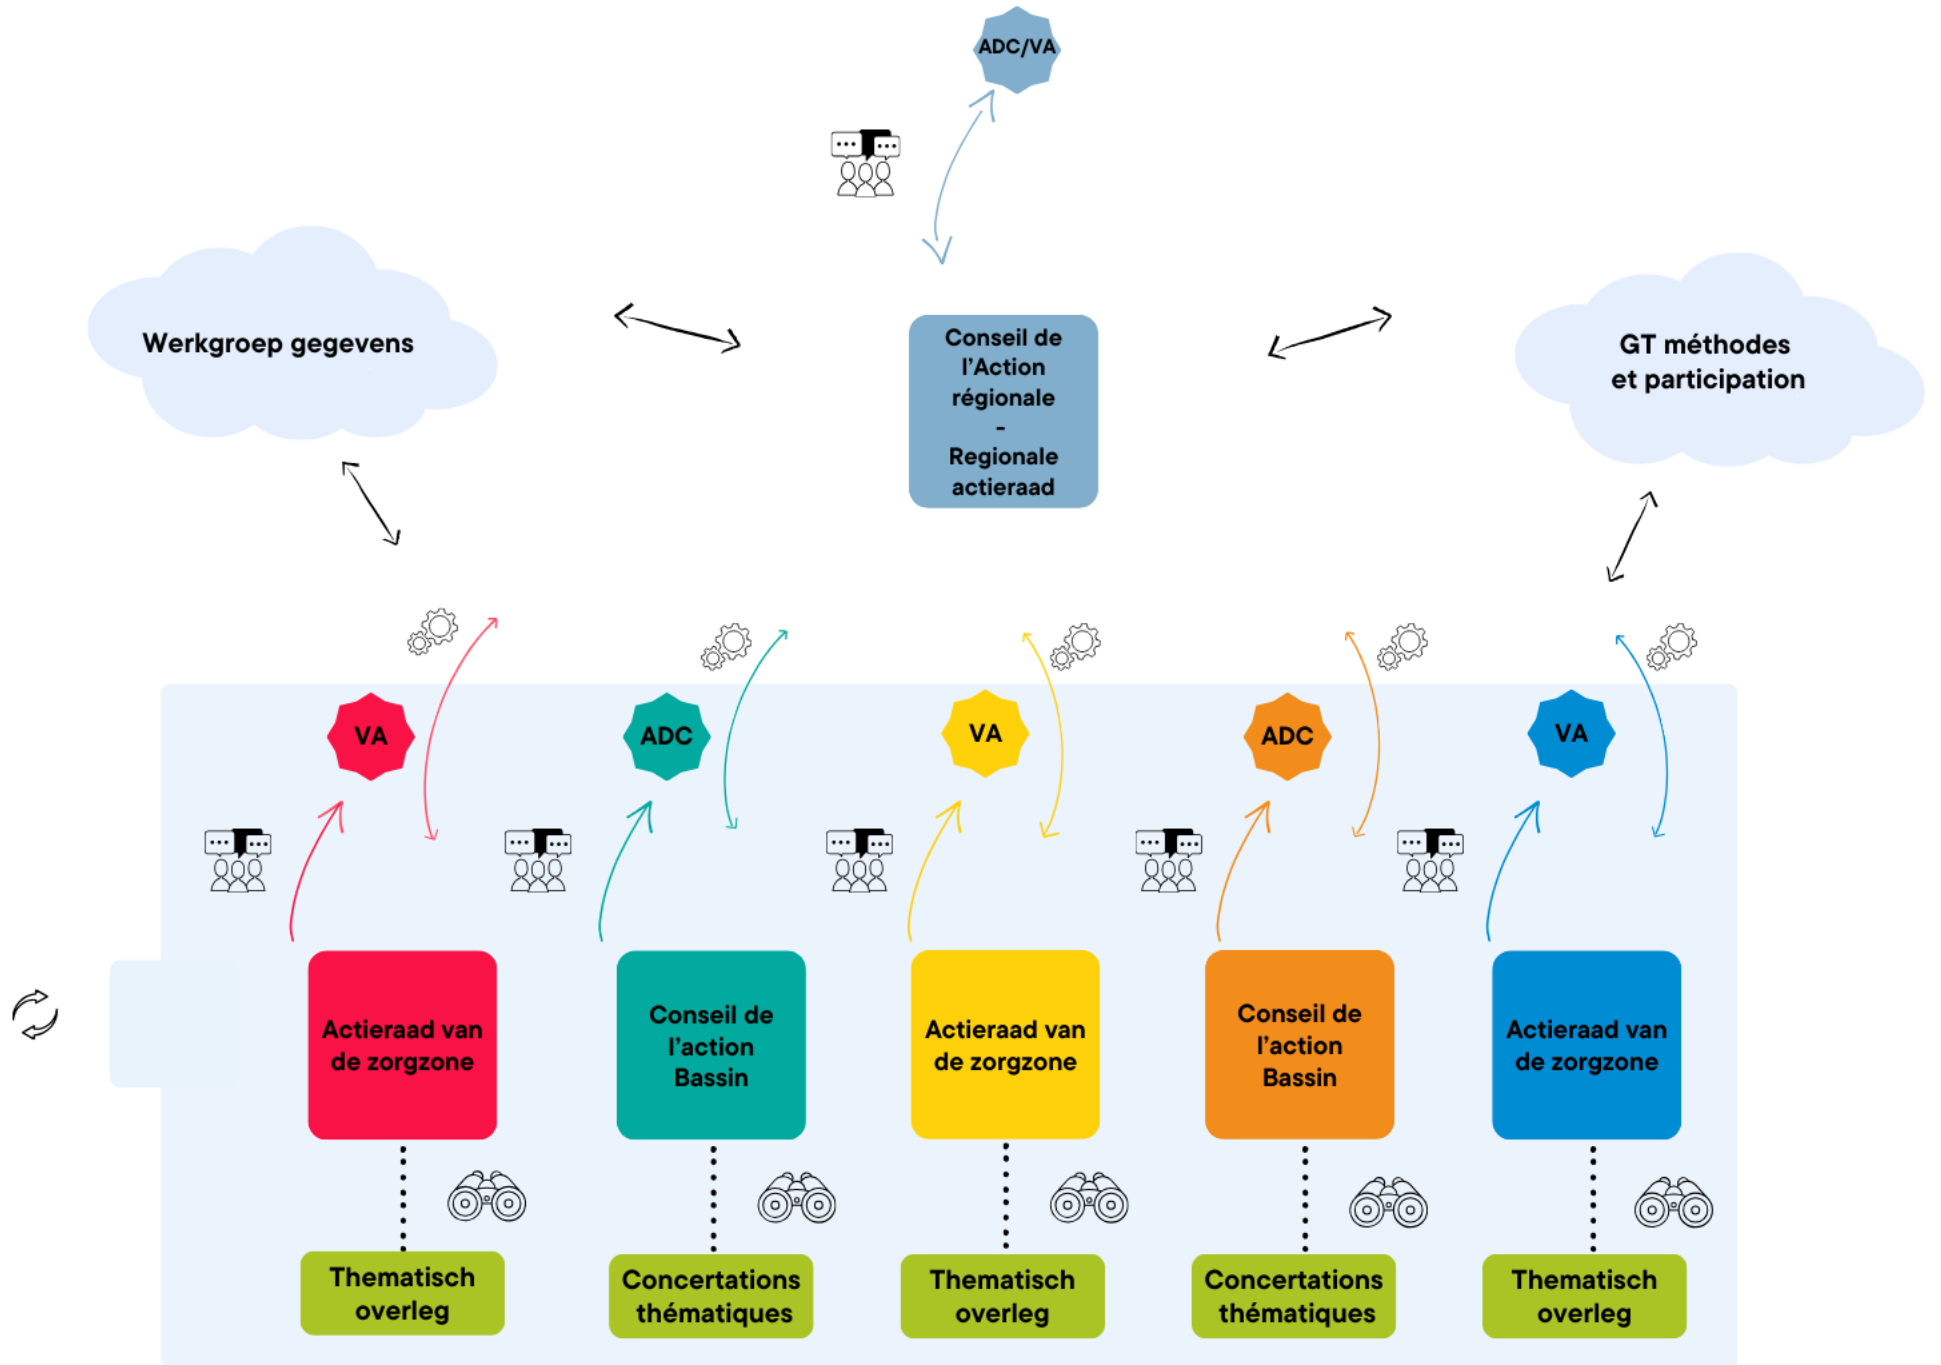 ADC/VA
Werkgroep gegevens
Conseil de
l'Action
régionale
-
Regionale
actieraad
GT méthodes
et participation
VA
ADC
VA
ADC
VA
Actieraad van
de zorgzone
Conseil de
l'action
Bassin
Actieraad van
de zorgzone
Conseil de
l'action
Bassin
Actieraad van
de zorgzone
Thematisch
overleg
Concertations
thématiques
Thematisch
overleg
Concertations
thématiques
Thematisch
overleg